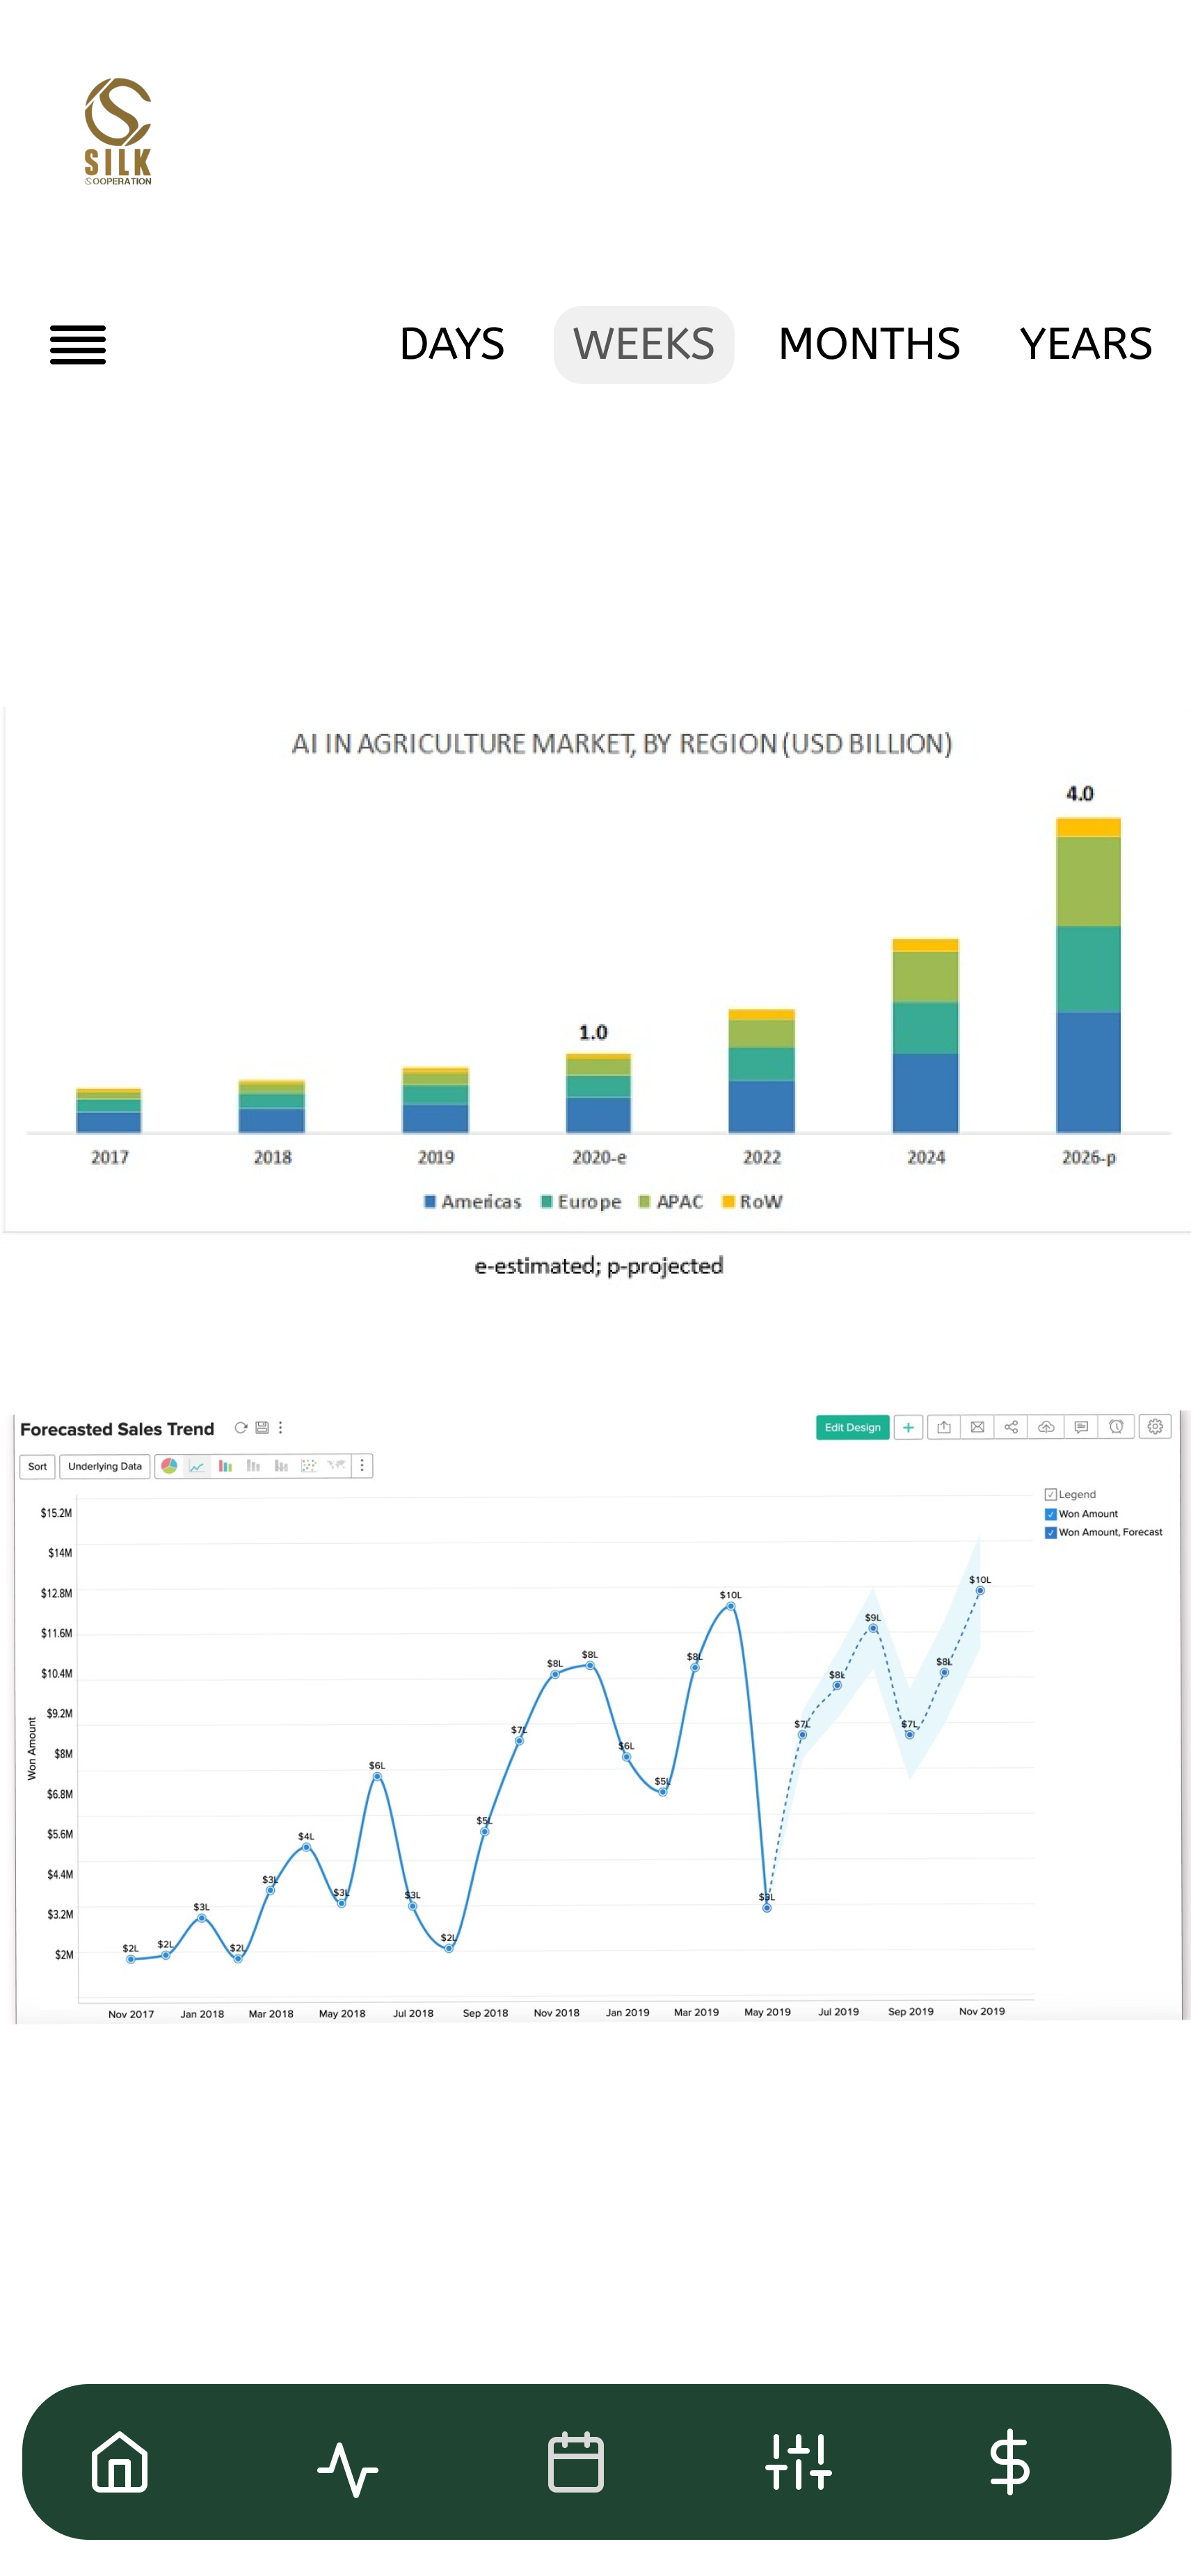 SILK
COOPERATION
DAYS WEEKS MONTHS YEARS
AI IN AGRICULTURE MARKET, BY REGION (USD BILLION)
4.0
1.0
2017 2018 2019 2020-e 2022 2024 2026-p
Americas Europe APAC RoW
e-estimated; p-projected
Forecasted Sales Trend
Edit Design
Sort Underlying Data
Legend
Won Amount
Won Amount, Forecast
Won Amount
$15.2M
$14M
$12.8M
$11.6M
$10.4M
$9.2M
$8M
$6.8M
$5.6M
$4.4M
$3.2M
$2M
$2L $2L $3L $2L $3L $4L $3L $6L $3L $2L $5L $7L $8L $8L $6L $5L $8L $10L $3L $7L $8L $9L $7L $8L $10L
Nov 2017 Jan 2018 Mar 2018 May 2018 Jul 2018 Sep 2018 Nov 2018 Jan 2019 Mar 2019 May 2019 Jul 2019 Sep 2019 Nov 2019